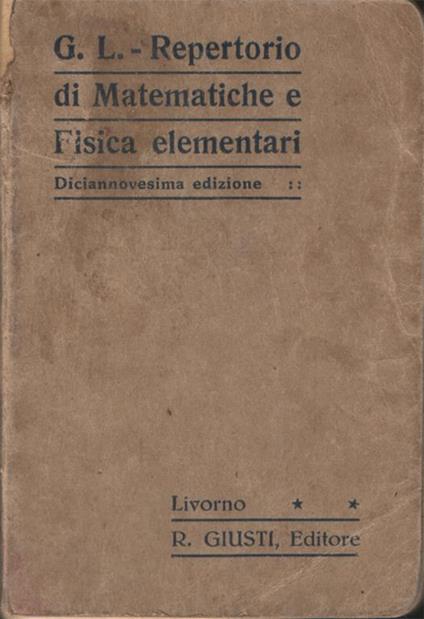 G. L. - Repertorio
di Matematiche e
Fisica elementari
Diciannovesima edizione ::
Livorno ★ ★
R. GIUSTI, Editore